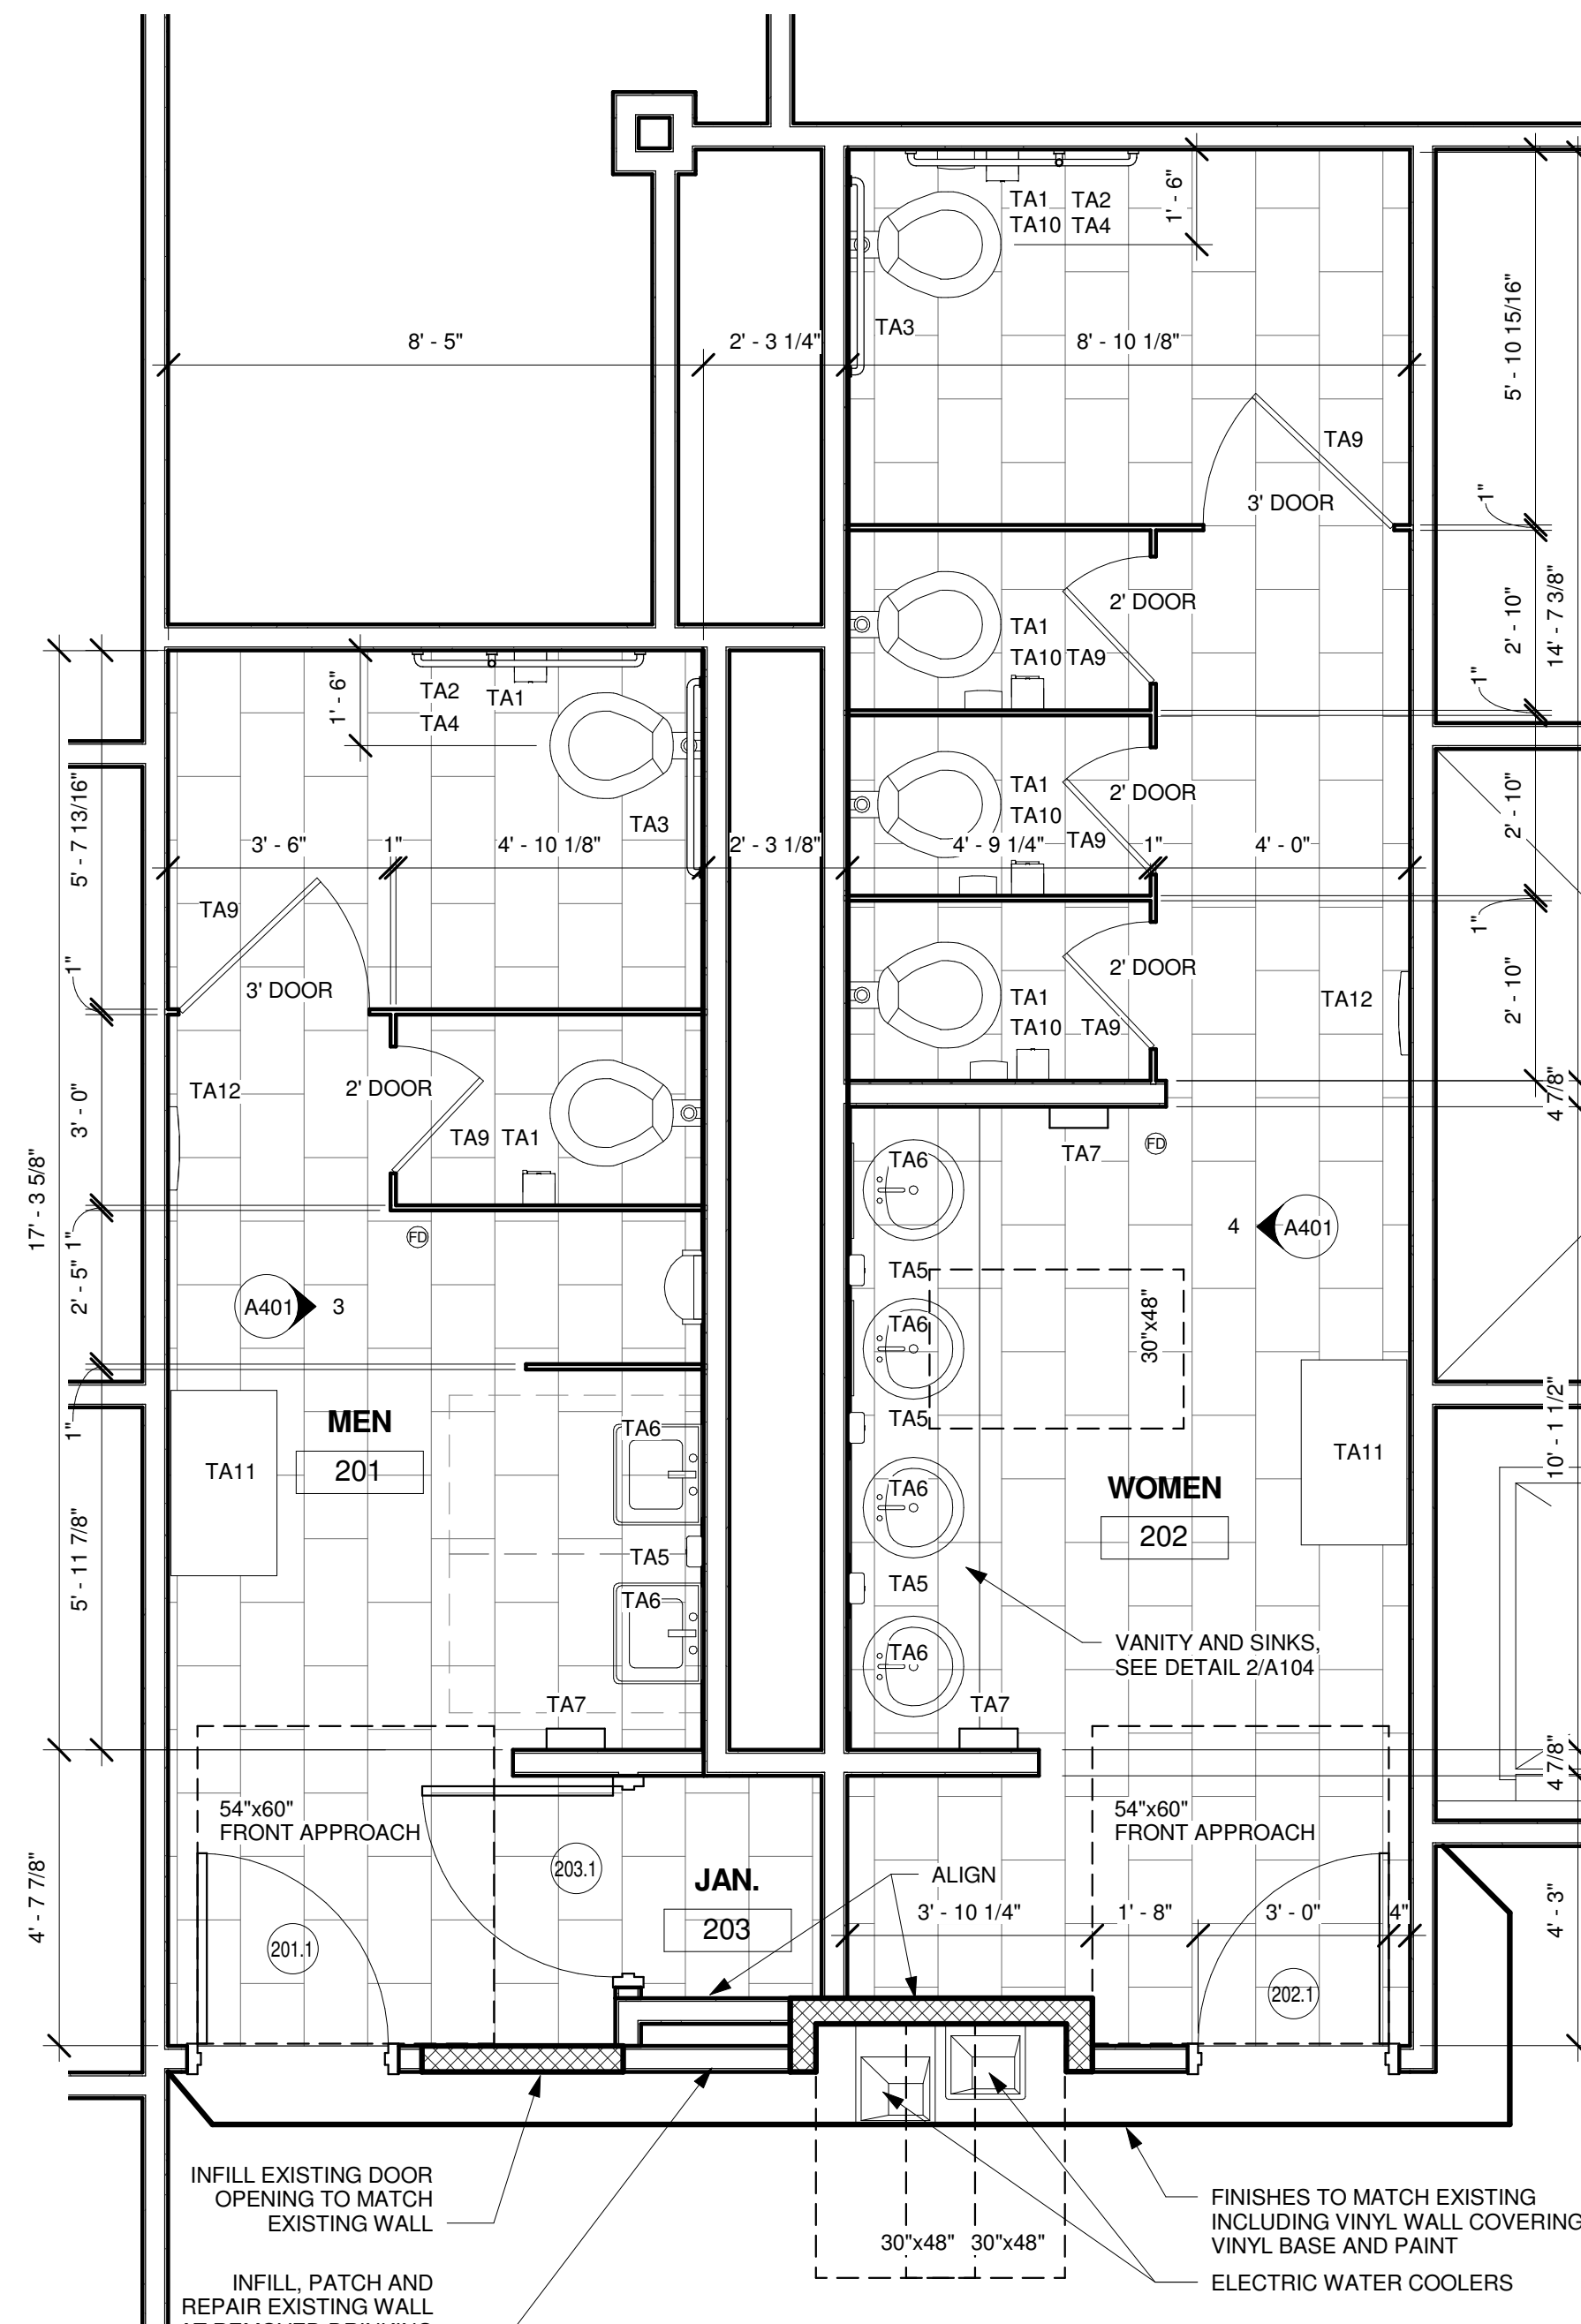 1' - 6"
TA1 TA2
TA10 TA4
TA3
8' - 5"
2' - 3 1/4"
8' - 10 1/8"
5' - 10 15/16"
TA9
3' DOOR
1"
2' DOOR
TA1
TA10 TA9
2' - 10"
14' - 7 3/8"
1"
1' - 6"
TA2 TA1
TA4
TA3
5' - 7 13/16"
3' - 6"
1"
4' - 10 1/8"
2' - 3 1/8"
TA1
TA10
TA9
2' DOOR
4' - 9 1/4"
1"
4' - 0"
2' - 10"
1"
TA9
3' DOOR
1"
2' DOOR
TA1
TA10 TA9
TA12
2' - 10"
4 7/8"
TA12
2' DOOR
TA9 TA1
3' - 0"
17' - 3 5/8"
1"
2' - 5"
1"
FD
A401
3
TA7
FD
4
A401
TA6
TA5
TA6
30"x48"
TA5
TA6
TA5
TA6
MEN
201
TA11
TA6
TA5
TA6
5' - 11 7/8"
WOMEN
202
TA11
10' - 1 1/2"
VANITY AND SINKS,
SEE DETAIL 2/A104
TA7
TA7
4 7/8"
54"x60"
FRONT APPROACH
54"x60"
FRONT APPROACH
4' - 7 7/8"
203.1
JAN.
203
ALIGN
3' - 10 1/4"
1' - 8"
3' - 0"
4"
4' - 3"
201.1
202.1
INFILL EXISTING DOOR
OPENING TO MATCH
EXISTING WALL
30"x48"
30"x48"
FINISHES TO MATCH EXISTING
INCLUDING VINYL WALL COVERING
VINYL BASE AND PAINT
ELECTRIC WATER COOLERS
INFILL, PATCH AND
REPAIR EXISTING WALL
AT REMOVED DRINKING